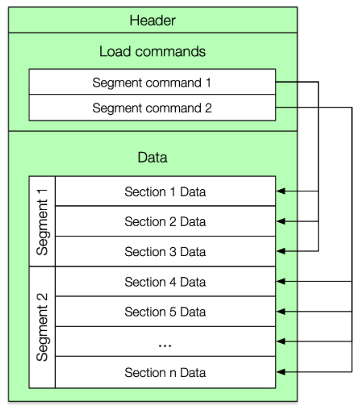 Header
Load commands
Segment command 1
Segment command 2
Data
Segment 1
Section 1 Data
Section 2 Data
Section 3 Data
Segment 2
Section 4 Data
Section 5 Data
...
Section n Data